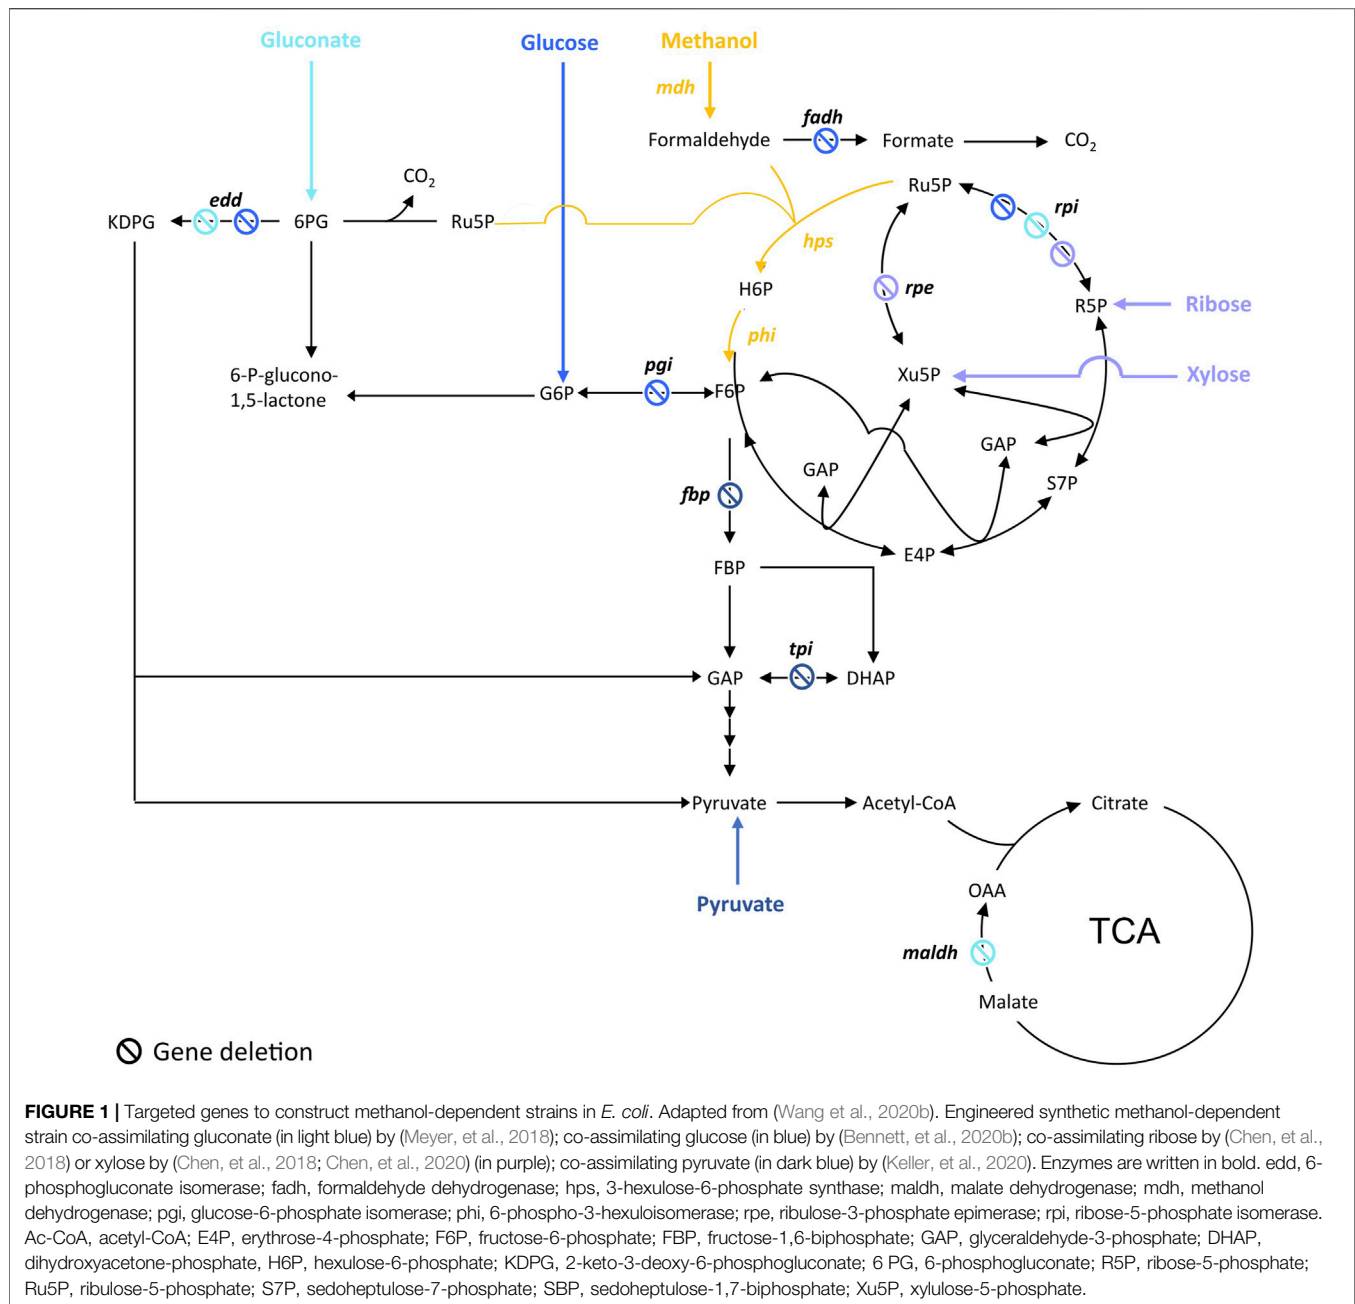 Gluconate
Glucose
Methanol
mdh
fadh
Formaldehyde
Formate
CO2
CO2
Ru5P
edd
rpi
KDPG
6PG
Ru5P
hps
rpe
H6P
R5P
Ribose
phi
pgi
6-P-glucono-
1,5-lactone
G6P
F6P
Xu5P
Xylose
GAP
GAP
S7P
fbp
E4P
FBP
tpi
GAP
DHAP
Pyruvate
Acetyl-CoA
Citrate
OAA
Pyruvate
TCA
maldh
Malate
Gene deletion
FIGURE 1 | Targeted genes to construct methanol-dependent strains in E. coli. Adapted from (Wang et al., 2020b). Engineered synthetic methanol-dependent
strain co-assimilating gluconate (in light blue) by (Meyer, et al., 2018); co-assimilating glucose (in blue) by (Bennett, et al., 2020b); co-assimilating ribose by (Chen, et al.,
2018) or xylose by (Chen, et al., 2018; Chen, et al., 2020) (in purple); co-assimilating pyruvate (in dark blue) by (Keller, et al., 2020). Enzymes are written in bold. edd, 6-
phosphogluconate isomerase; fadh, formaldehyde dehydrogenase; hps, 3-hexulose-6-phosphate synthase; maldh, malate dehydrogenase; mdh, methanol
dehydrogenase; pgi, glucose-6-phosphate isomerase; phi, 6-phospho-3-hexuloisomerase; rpe, ribulose-3-phosphate epimerase; rpi, ribose-5-phosphate isomerase.
Ac-CoA, acetyl-CoA; E4P, erythrose-4-phosphate; F6P, fructose-6-phosphate; FBP, fructose-1,6-biphosphate; GAP, glyceraldehyde-3-phosphate; DHAP,
dihydroxyacetone-phosphate, H6P, hexulose-6-phosphate; KDPG, 2-keto-3-deoxy-6-phosphogluconate; 6 PG, 6-phosphogluconate; R5P, ribose-5-phosphate;
Ru5P, ribulose-5-phosphate; S7P, sedoheptulose-7-phosphate; SBP, sedoheptulose-1,7-biphosphate; Xu5P, xylulose-5-phosphate.